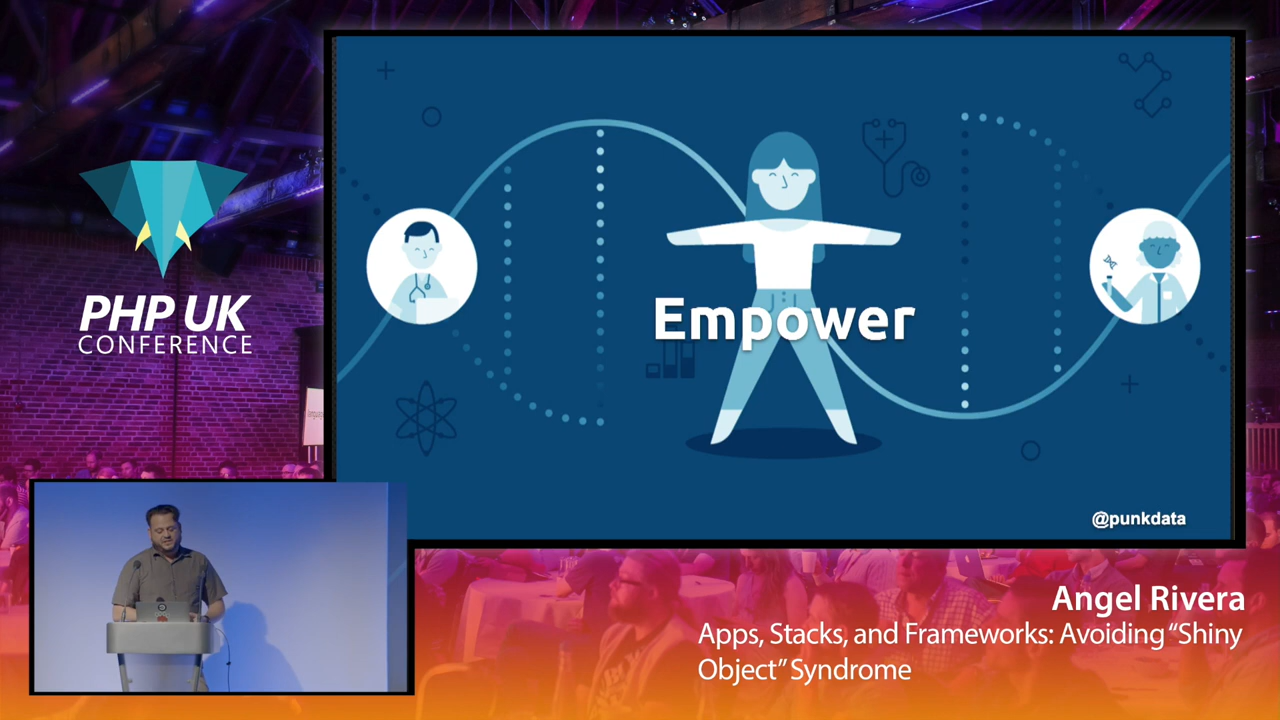 PHP UK
CONFERENCE
Empower
@punkdata
Angel Rivera
Apps, Stacks, and Frameworks: Avoiding “Shiny
Object” Syndrome